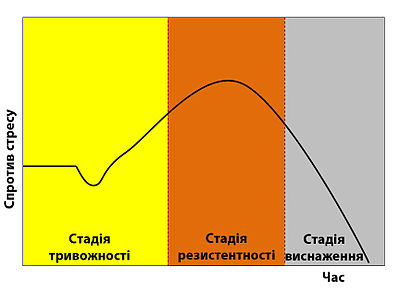 Спротив стресу
Стадія
тривожності
Стадія
резистентності
Стадія
виснаження
Час